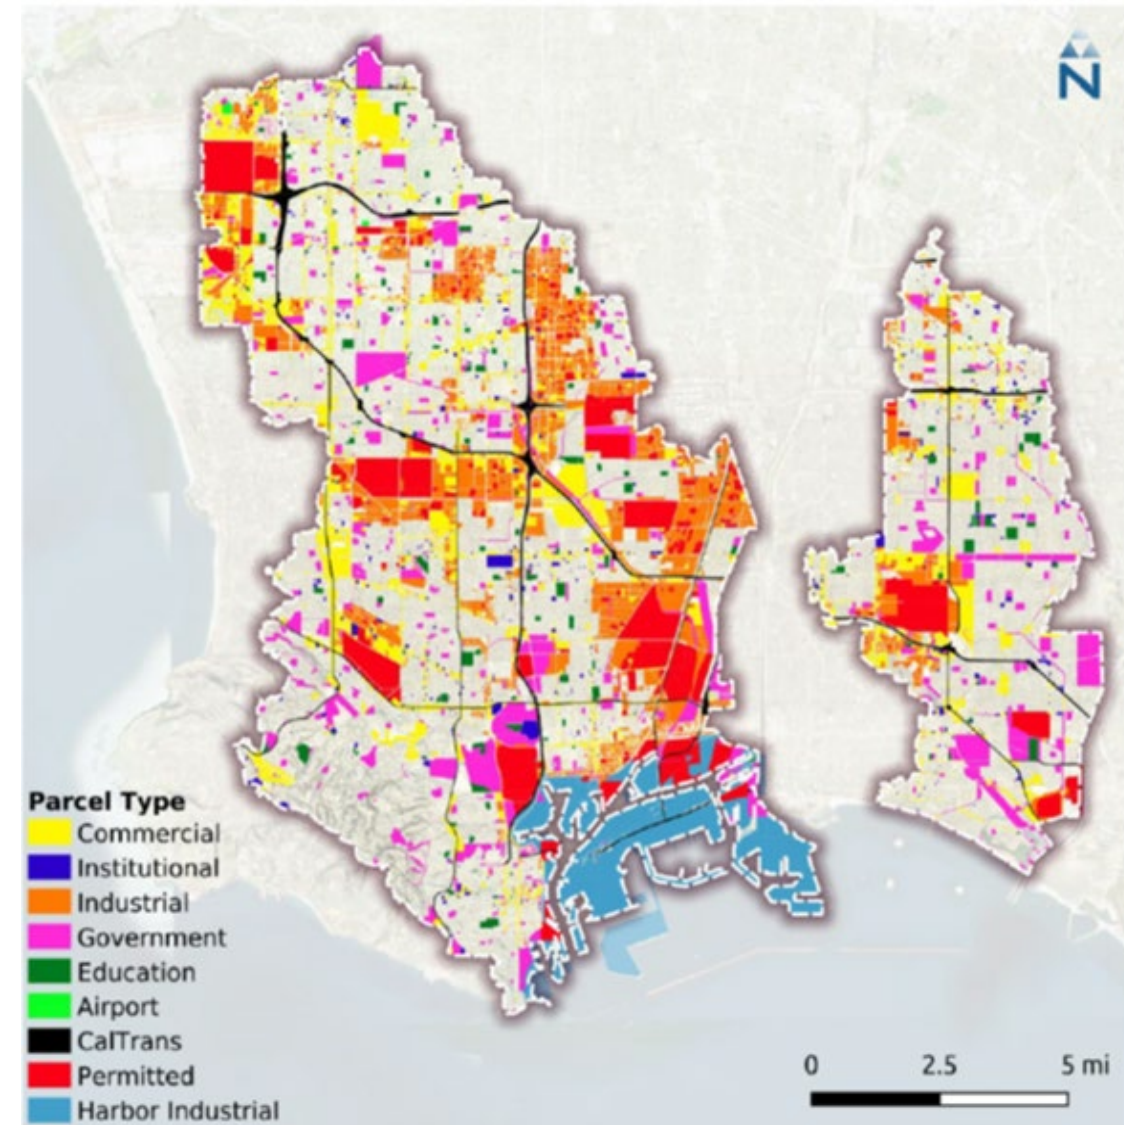 N
Parcel Type
Commercial
Institutional
Industrial
Government
Education
Airport
CalTrans
Permitted
Harbor Industrial
0 2.5 5 mi